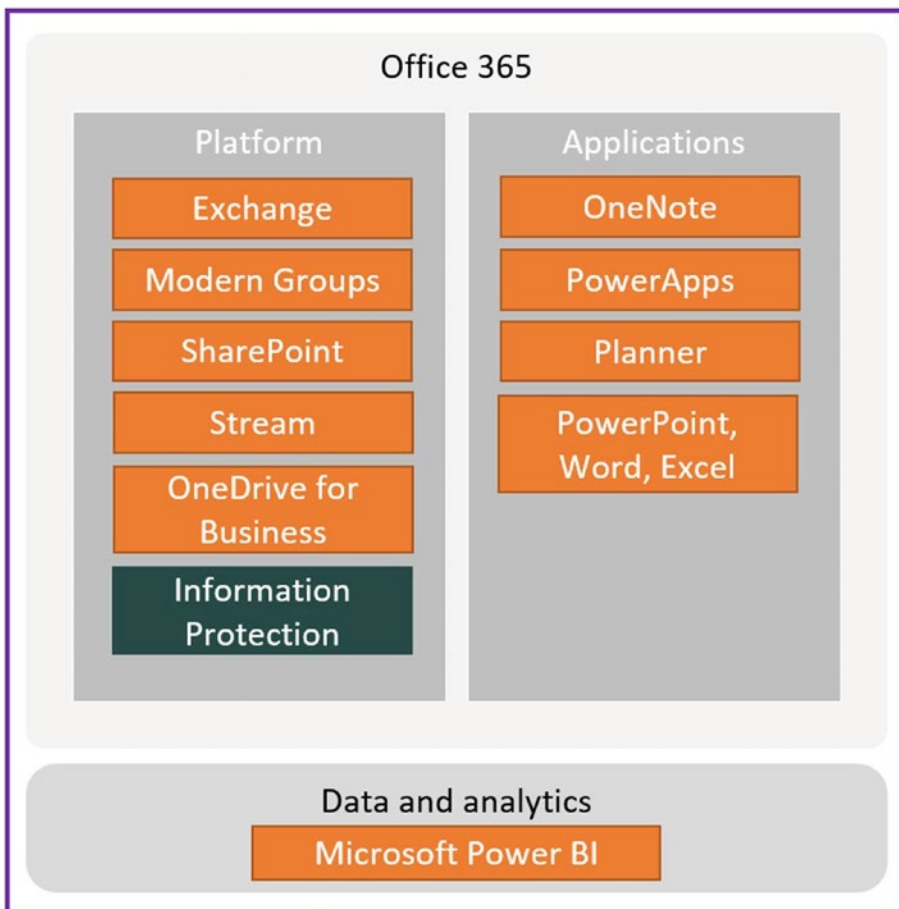 Office 365
Platform
Exchange
Modern Groups
SharePoint
Stream
OneDrive for
Business
Information
Protection
Applications
OneNote
PowerApps
Planner
PowerPoint,
Word, Excel
Data and analytics
Microsoft Power BI